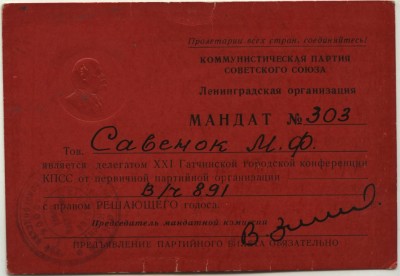 Пролетарии всех стран, соединяйтесь!
КОММУНИСТИЧЕСКАЯ ПАРТИЯ
СОВЕТСКОГО СОЮЗА
Ленинградская организация
МАНДАТ № 303
Тов. Савенок М.Ф.
является делегатом XXI Гатчинской городской конференции
КПСС от первичной партийной организации
В/ч 891
с правом РЕШАЮЩЕГО голоса.
Председатель мандатной комиссии
ПРЕДЪЯВЛЕНИЕ ПАРТИЙНОГО БИЛЕТА ОБЯЗАТЕЛЬНО